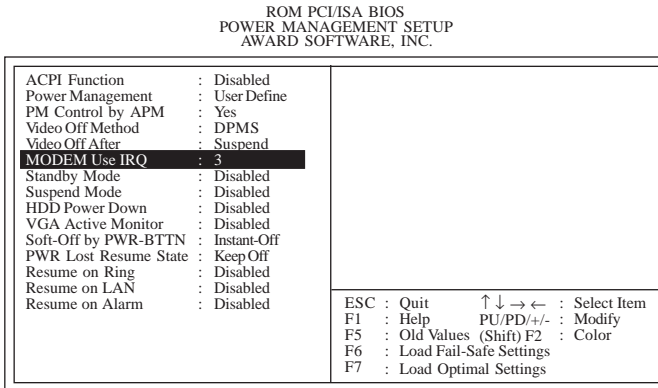 ROM PCI/ISA BIOS
POWER MANAGEMENT SETUP
AWARD SOFTWARE, INC.
ACPI Function : Disabled
Power Management : User Define
PM Control by APM : Yes
Video Off Method : DPMS
Video Off After : Suspend
MODEM Use IRQ : 3
Standby Mode : Disabled
Suspend Mode : Disabled
HDD Power Down : Disabled
VGA Active Monitor : Disabled
Soft-Off by PWR-BTTN : Instant-Off
PWR Lost Resume State : Keep Off
Resume on Ring : Disabled
Resume on LAN : Disabled
Resume on Alarm : Disabled
ESC : Quit ↑↓→← : Select Item
F1 : Help PU/PD/+/- : Modify
F5 : Old Values (Shift) F2 : Color
F6 : Load Fail-Safe Settings
F7 : Load Optimal Settings